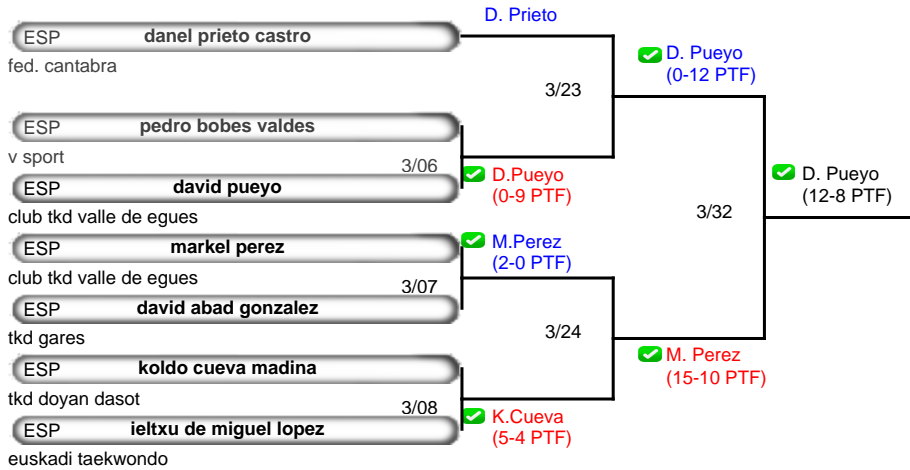 ESP danel prieto castro
fed. cantabra
D. Prieto
3/23
D. Pueyo
(0-12 PTF)
ESP pedro bobes valdes
v sport
3/06
ESP david pueyo
club tkd valle de egues
D.Pueyo
(0-9 PTF)
3/32
D. Pueyo
(12-8 PTF)
ESP markel perez
club tkd valle de egues
M.Perez
(2-0 PTF)
3/07
ESP david abad gonzalez
tkd gares
3/24
M. Perez
(15-10 PTF)
ESP koldo cueva madina
tkd doyan dasot
3/08
ESP ieltxu de miguel lopez
euskadi taekwondo
K.Cueva
(5-4 PTF)